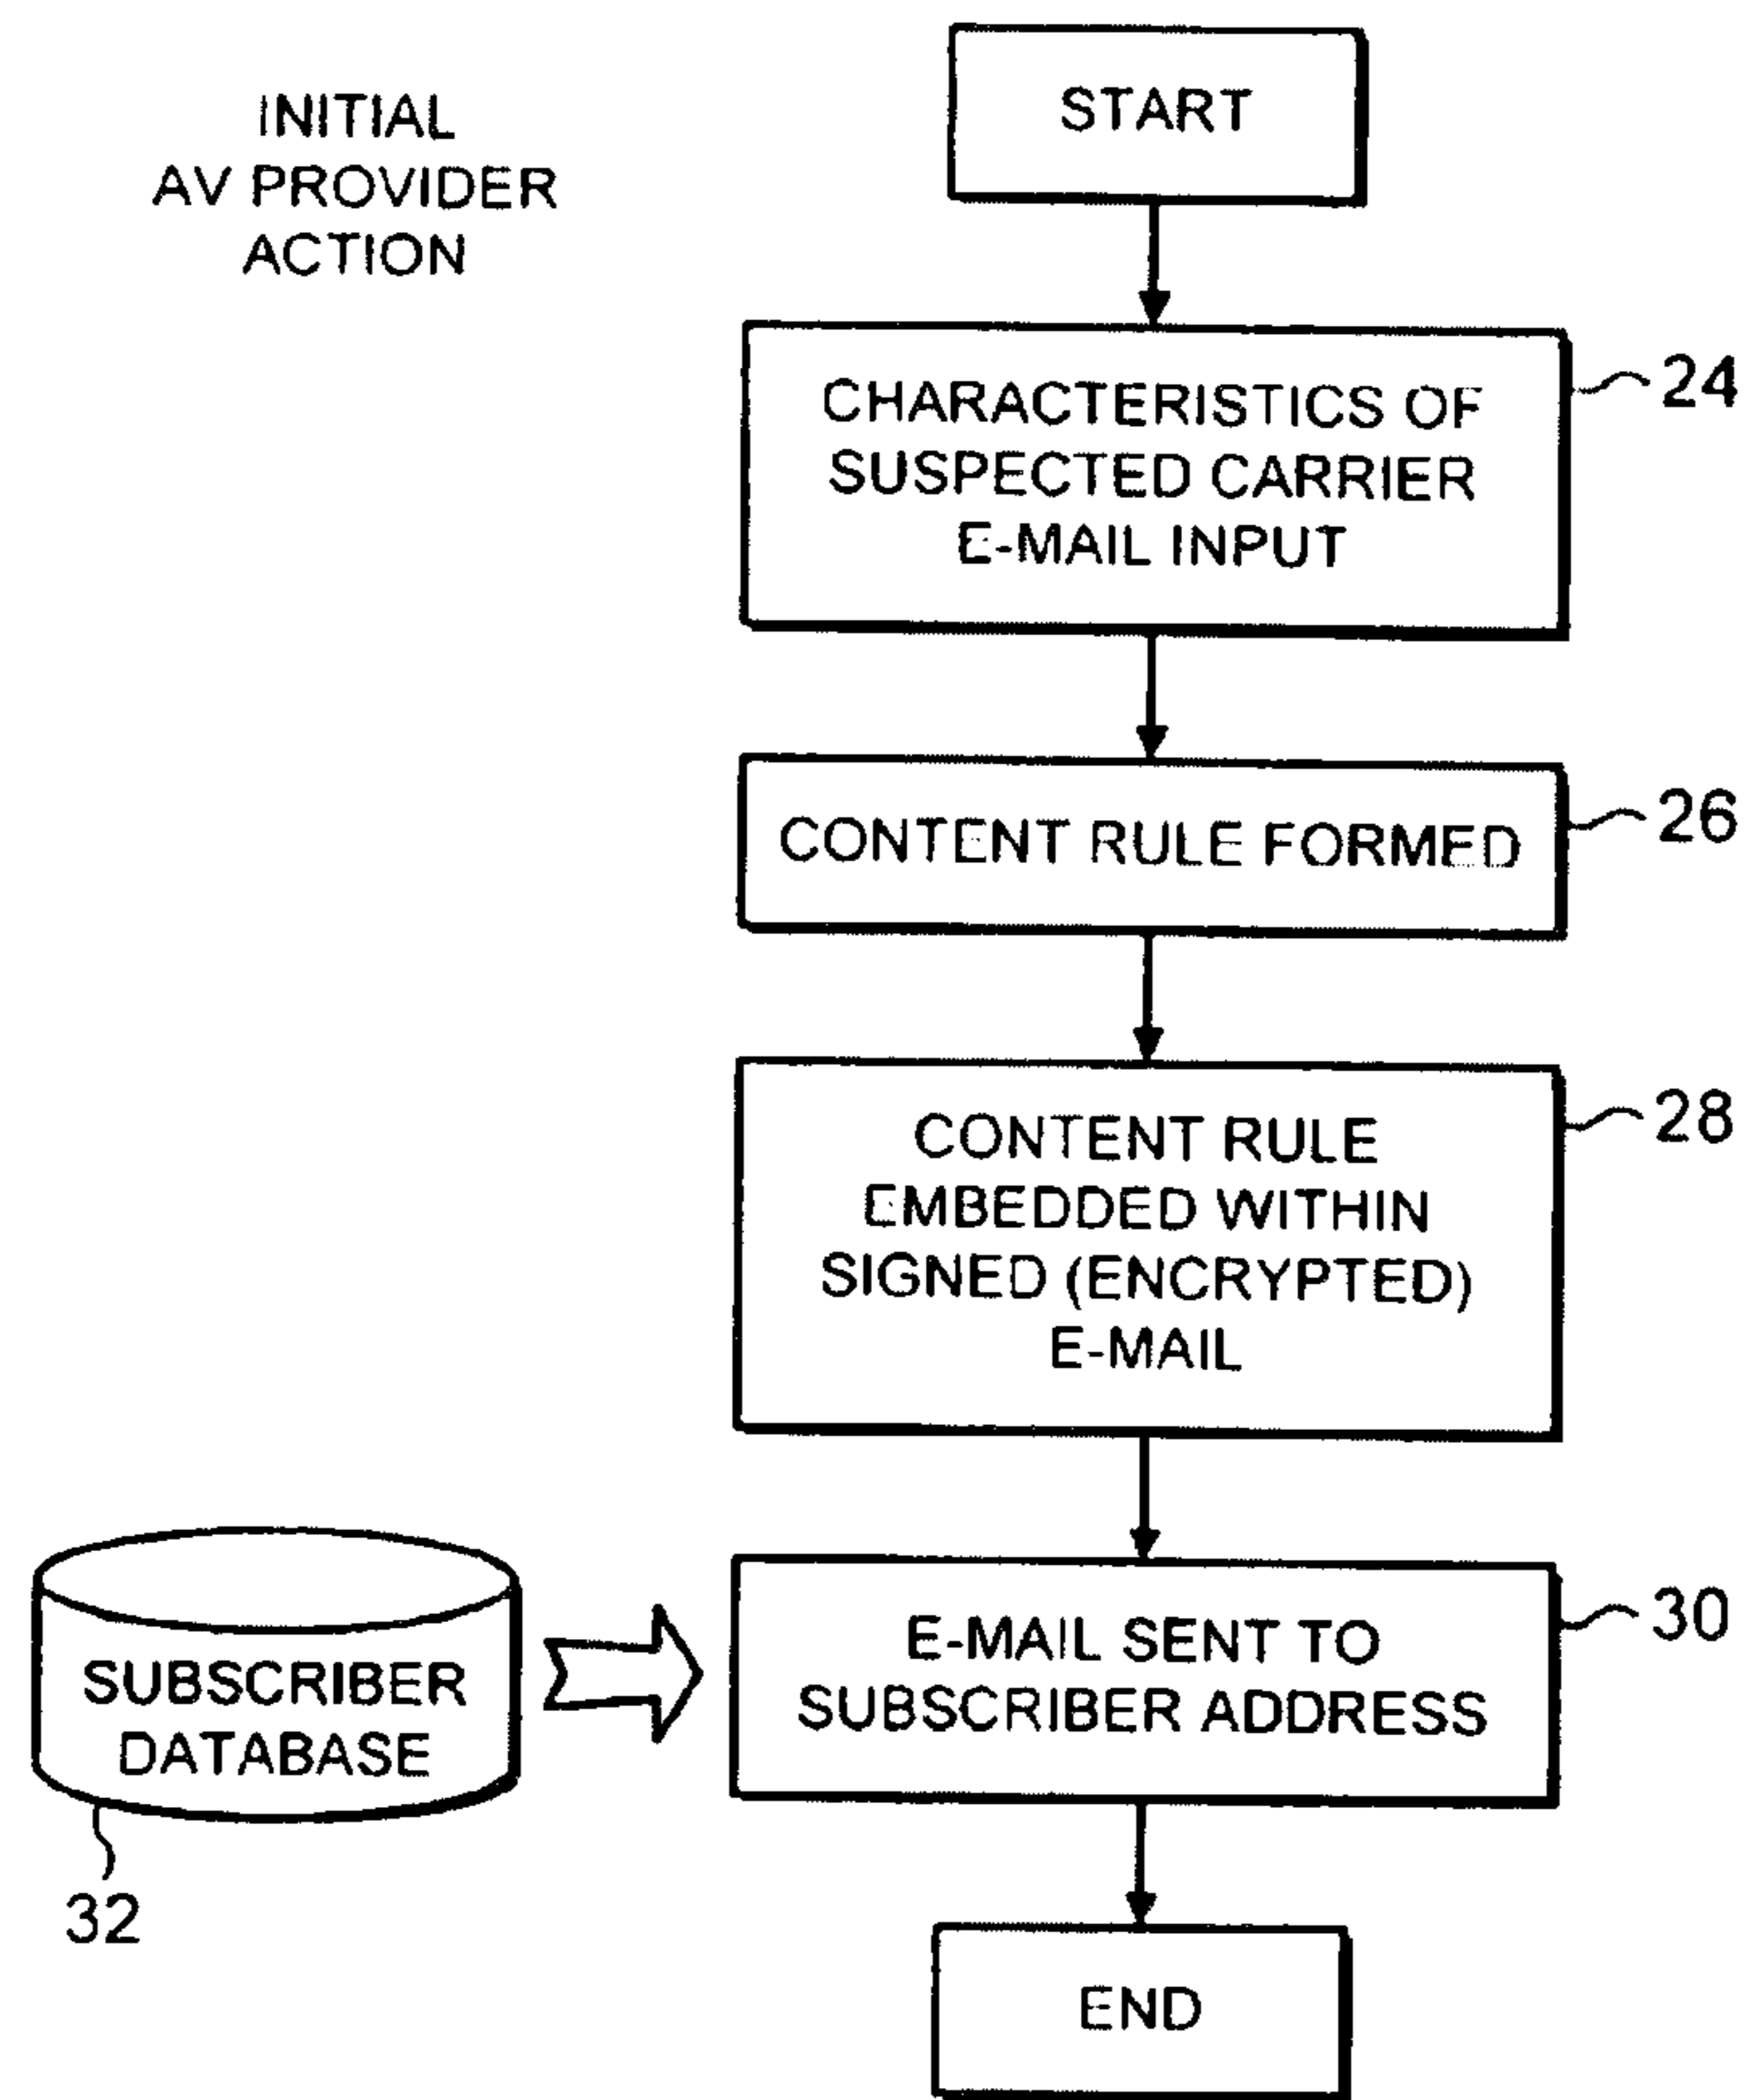 INITIAL
AV PROVIDER
ACTION
START
CHARACTERISTICS OF
SUSPECTED CARRIER
E-MAIL INPUT
24
CONTENT RULE FORMED
26
CONTENT RULE
EMBEDDED WITHIN
SIGNED (ENCRYPTED)
E-MAIL
28
SUBSCRIBER
DATABASE
32
E-MAIL SENT TO
SUBSCRIBER ADDRESS
30
END